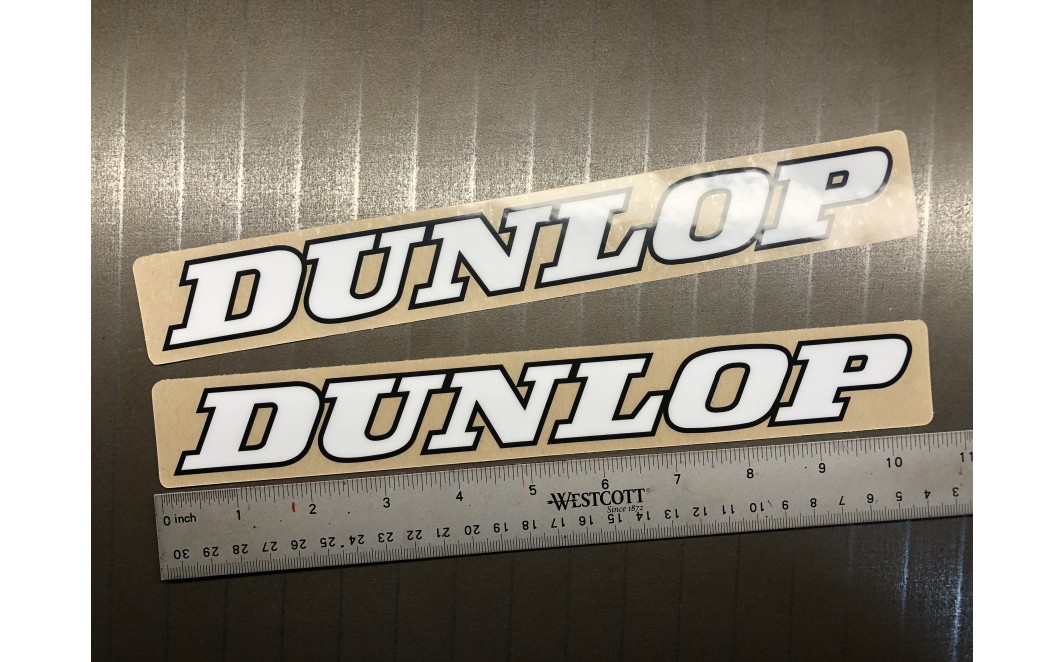 DUNLOP
DUNLOP
0 inch 1 2 3 4 5 6 7 8 9 10 11
WESTCOTT®
Since 1872
30 29 28 27 26 25 24 23 22 21 20 19 18 17 16 15 14 13 12 11 10 9 8 7 6 5 4 3